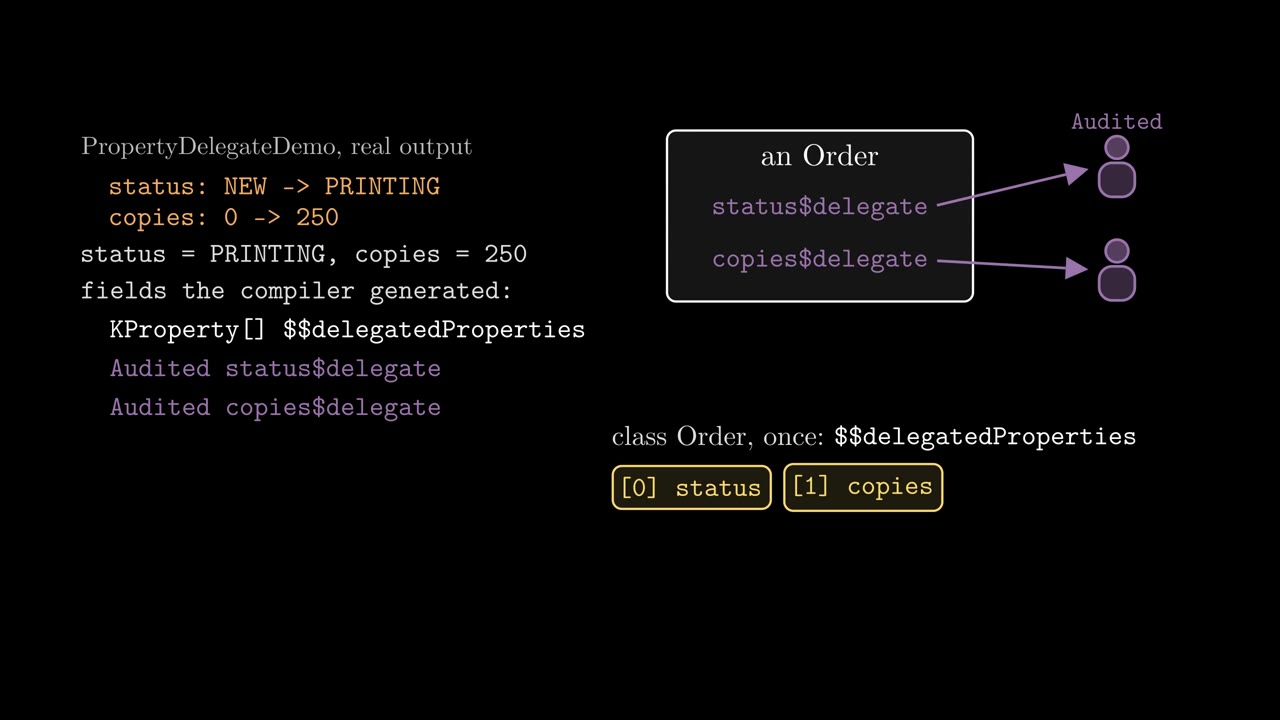 PropertyDelegateDemo, real output
status: NEW -> PRINTING
copies: 0 -> 250
status = PRINTING, copies = 250
fields the compiler generated:
KProperty[] $$delegatedProperties
Audited status$delegate
Audited copies$delegate
Audited
an Order
status$delegate
copies$delegate
class Order, once: $$delegatedProperties
[0] status
[1] copies